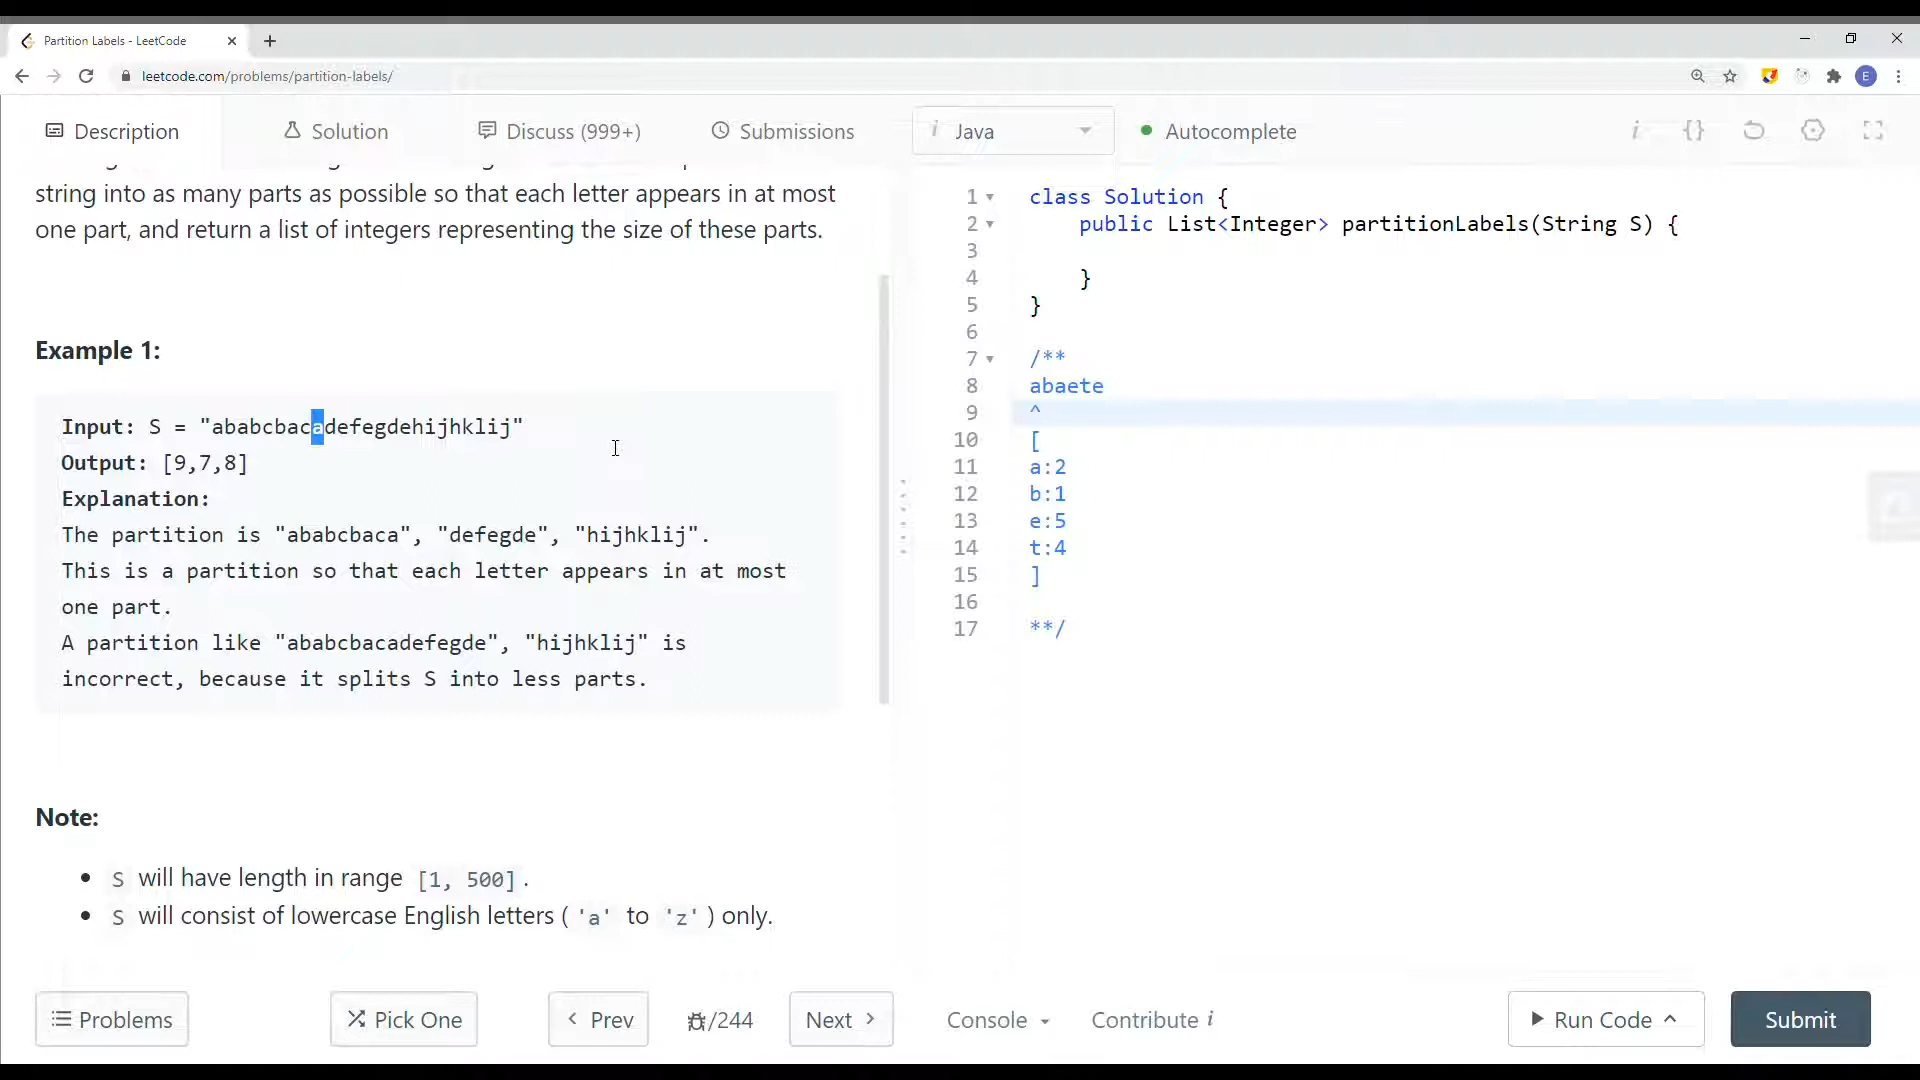 Partition Labels - LeetCode
leetcode.com/problems/partition-labels/
E
Description
Solution
Discuss (999+)
Submissions
i Java
Autocomplete
i {}
string into as many parts as possible so that each letter appears in at most
one part, and return a list of integers representing the size of these parts.
Example 1:
Input: S = "ababcbacadefegdehijhklij"
Output: [9,7,8]
Explanation:
The partition is "ababcbaca", "defegde", "hijhklij".
This is a partition so that each letter appears in at most
one part.
A partition like "ababcbacadefegde", "hijhklij" is
incorrect, because it splits S into less parts.
Note:
• S will have length in range [1, 500].
• S will consist of lowercase English letters ('a' to 'z') only.
1 class Solution {
2 public List<Integer> partitionLabels(String S) {
3
4 }
5 }
6
7 /**
8 abaete
9 ^
10 [
11 a:2
12 b:1
13 e:5
14 t:4
15 ]
16
17 **/
Problems
Pick One
Prev
/244
Next
Console
Contribute i
Run Code
Submit